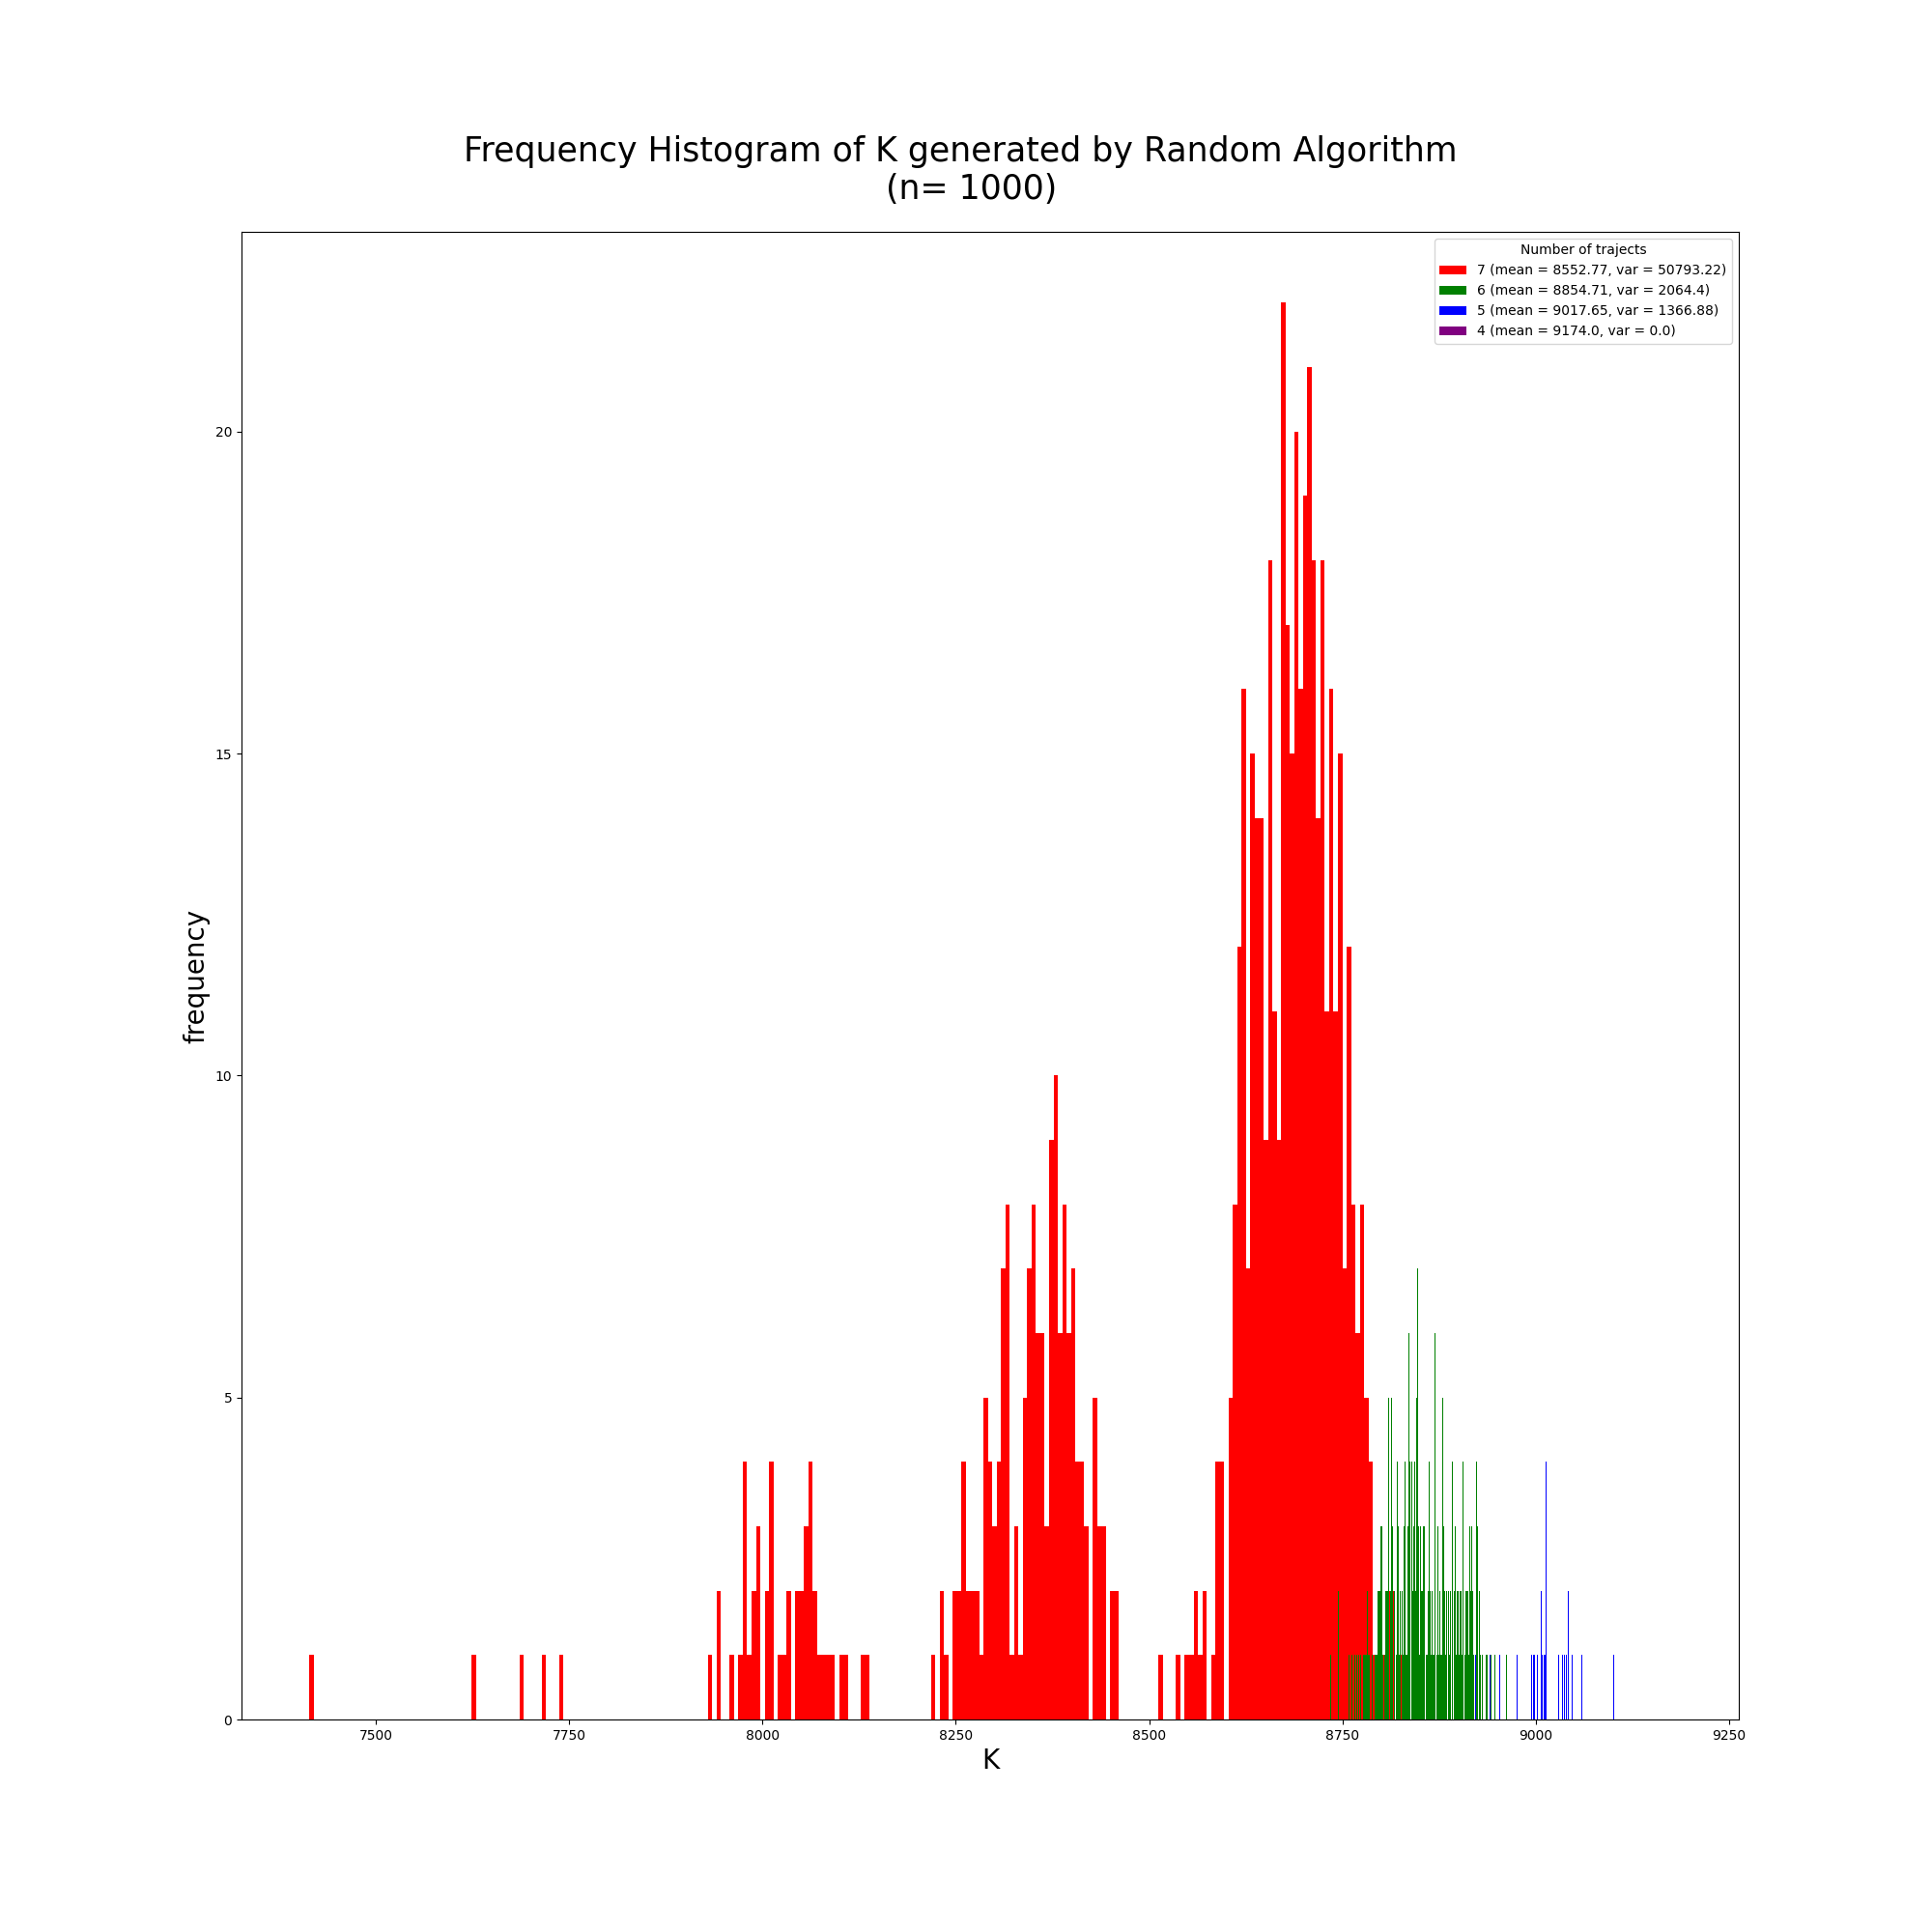 Frequency Histogram of K generated by Random Algorithm
(n= 1000)
Number of trajects
7 (mean = 8552.77, var = 50793.22)
6 (mean = 8854.71, var = 2064.4)
5 (mean = 9017.65, var = 1366.88)
4 (mean = 9174.0, var = 0.0)
20
15
10
5
0
frequency
7500
7750
8000
8250
8500
8750
9000
9250
K